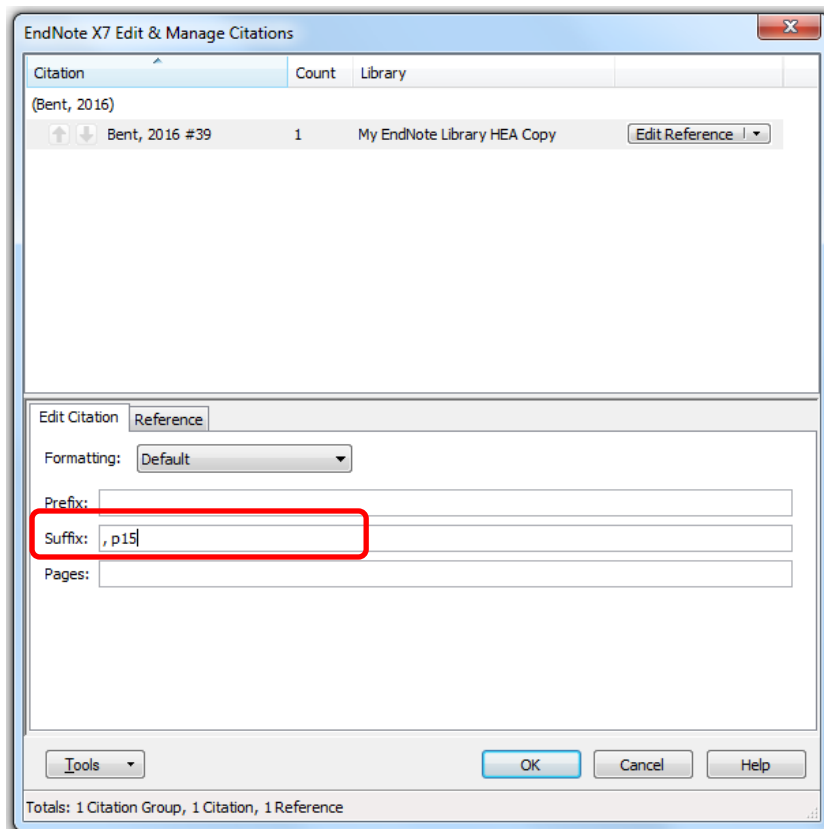 EndNote X7 Edit & Manage Citations
Citation Count Library
(Bent, 2016)
Bent, 2016 #39 1 My EndNote Library HEA Copy Edit Reference
Edit Citation Reference
Formatting: Default
Prefix:
Suffix: , p15
Pages:
Tools OK Cancel Help
Totals: 1 Citation Group, 1 Citation, 1 Reference